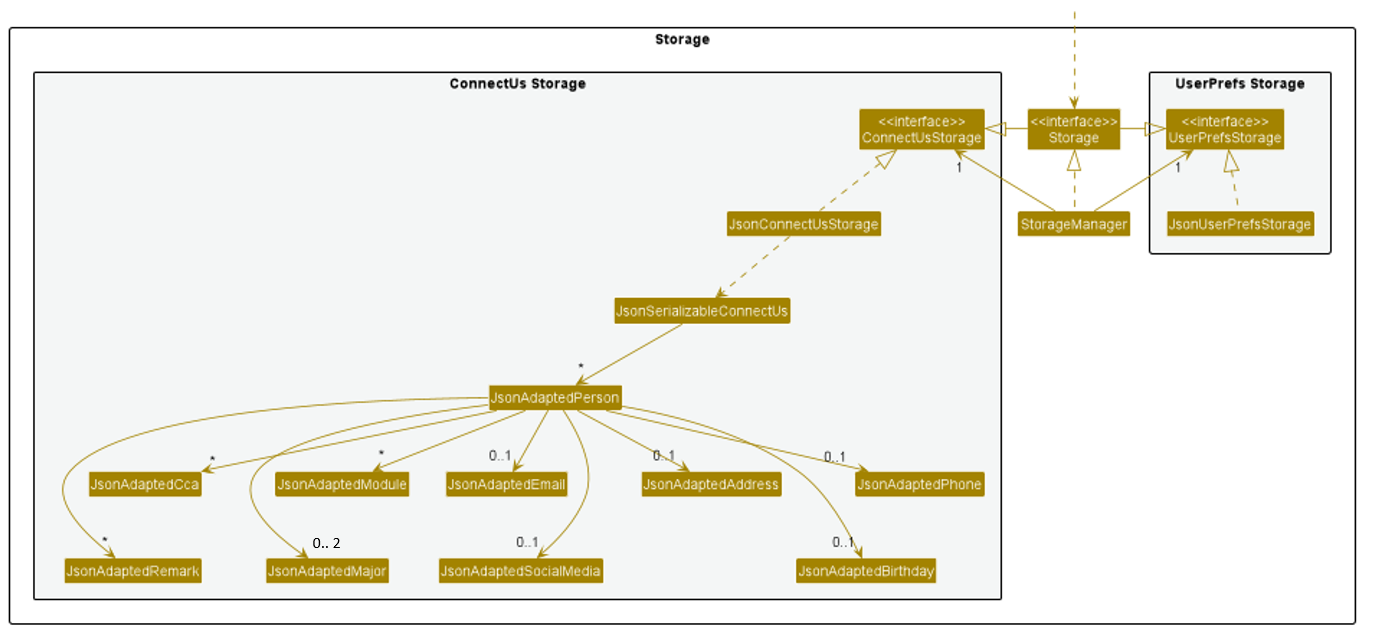 Storage
ConnectUs Storage
UserPrefs Storage
<<interface>>
ConnectUsStorage
<<interface>>
Storage
<<interface>>
UserPrefsStorage
1
1
JsonConnectUsStorage
StorageManager
JsonUserPrefsStorage
JsonSerializableConnectUs
*
JsonAdaptedPerson
*
*
0..1
0..1
0..1
JsonAdaptedCca
JsonAdaptedModule
JsonAdaptedEmail
JsonAdaptedAddress
JsonAdaptedPhone
*
0.. 2
0..1
0..1
JsonAdaptedRemark
JsonAdaptedMajor
JsonAdaptedSocialMedia
JsonAdaptedBirthday